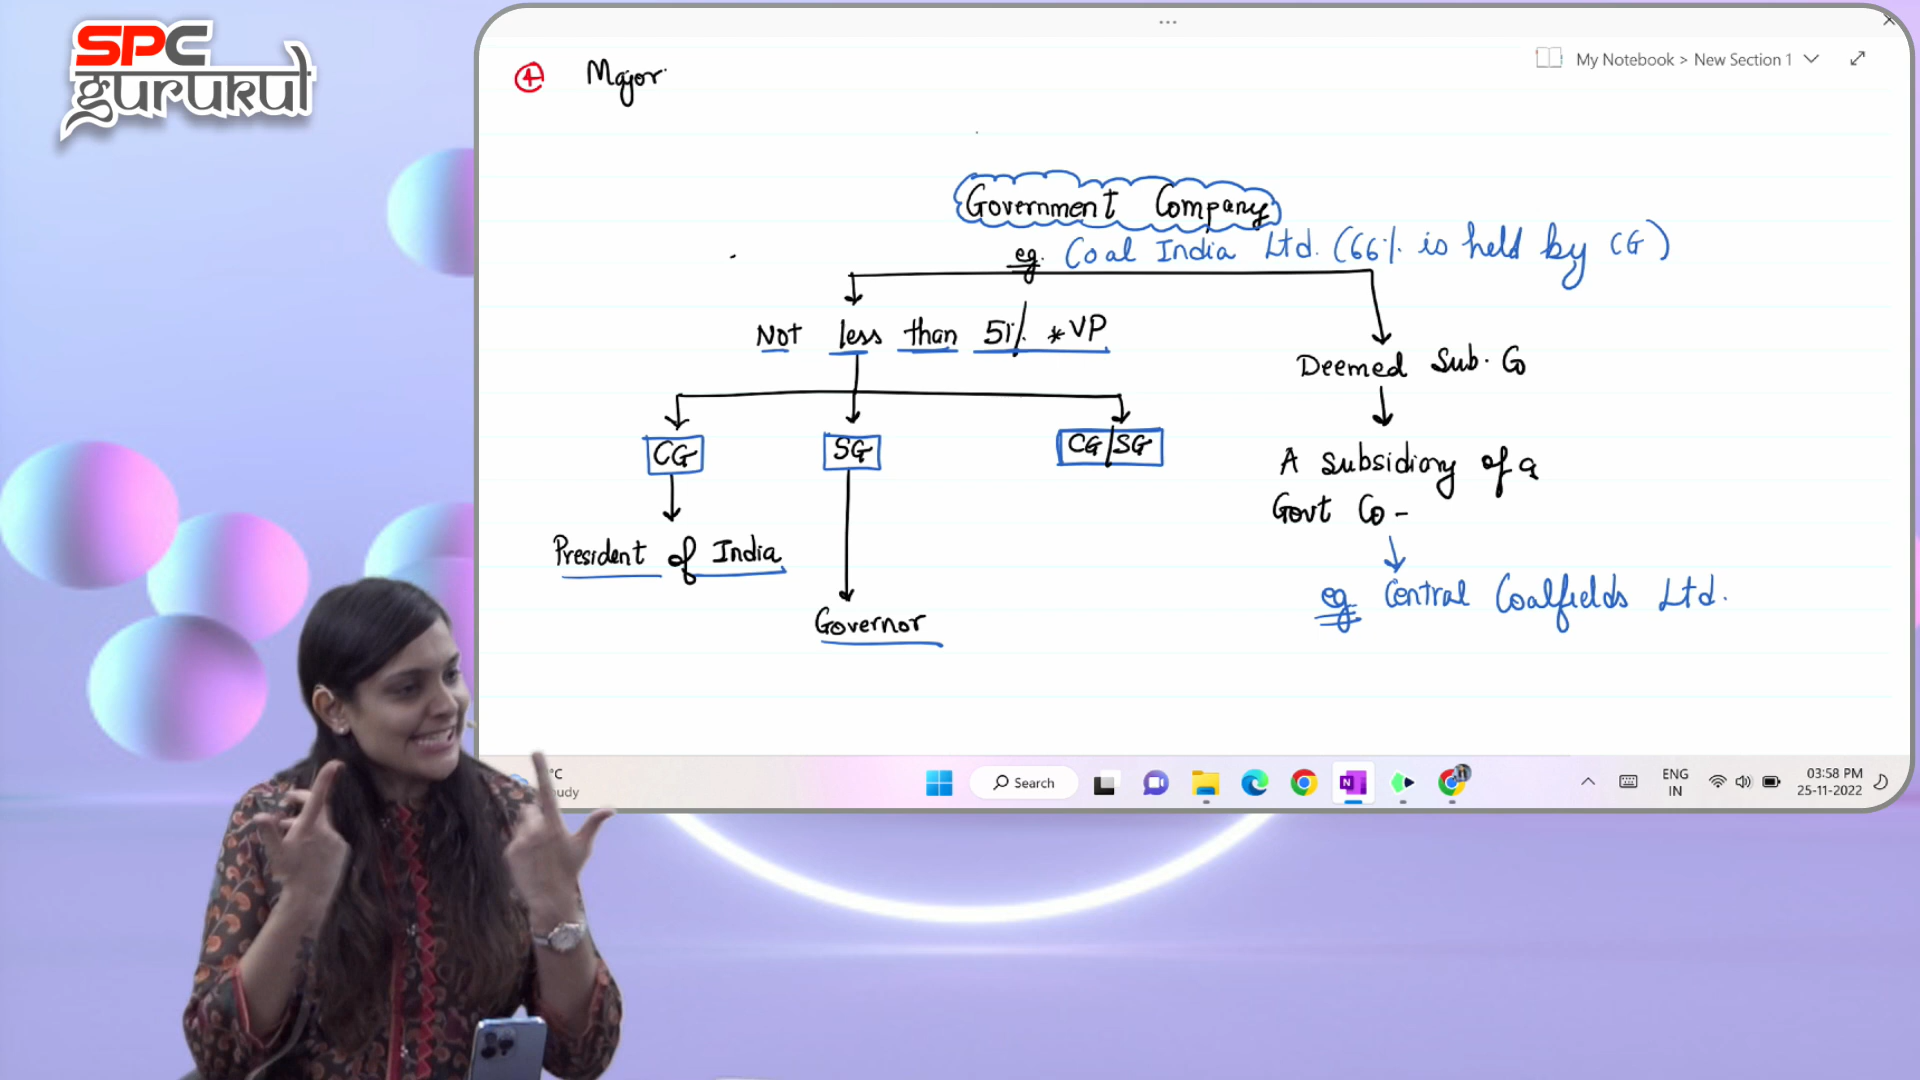 SPC
gurukul
My Notebook > New Section 1
4 Major
Government Company
eg. Coal India Ltd. (66% is held by CG)
Not less than 51% *VP
Deemed Sub. Co
CG SG CG/SG
A subsidiary of a
Govt Co -
President of India
eg Central Coalfields Ltd.
Governor
°C
Search
ENG
IN
03:58 PM
25-11-2022